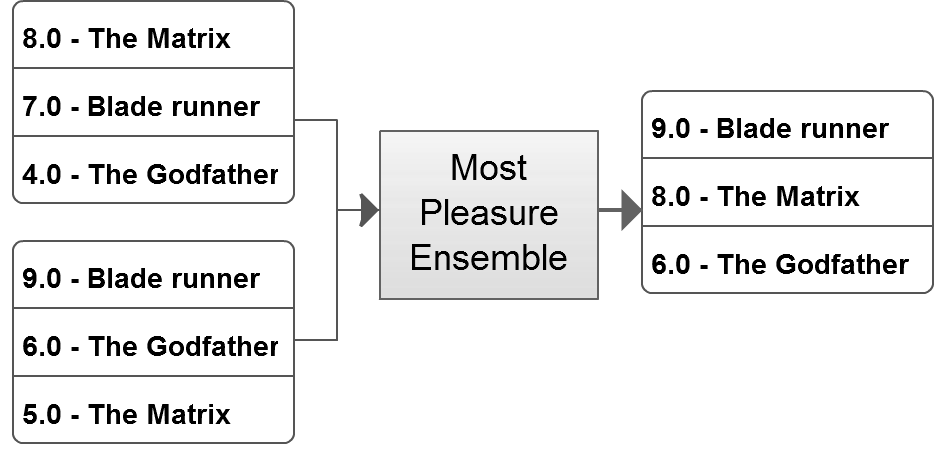 8.0 - The Matrix
7.0 - Blade runner
4.0 - The Godfather
9.0 - Blade runner
6.0 - The Godfather
5.0 - The Matrix
Most
Pleasure
Ensemble
9.0 - Blade runner
8.0 - The Matrix
6.0 - The Godfather